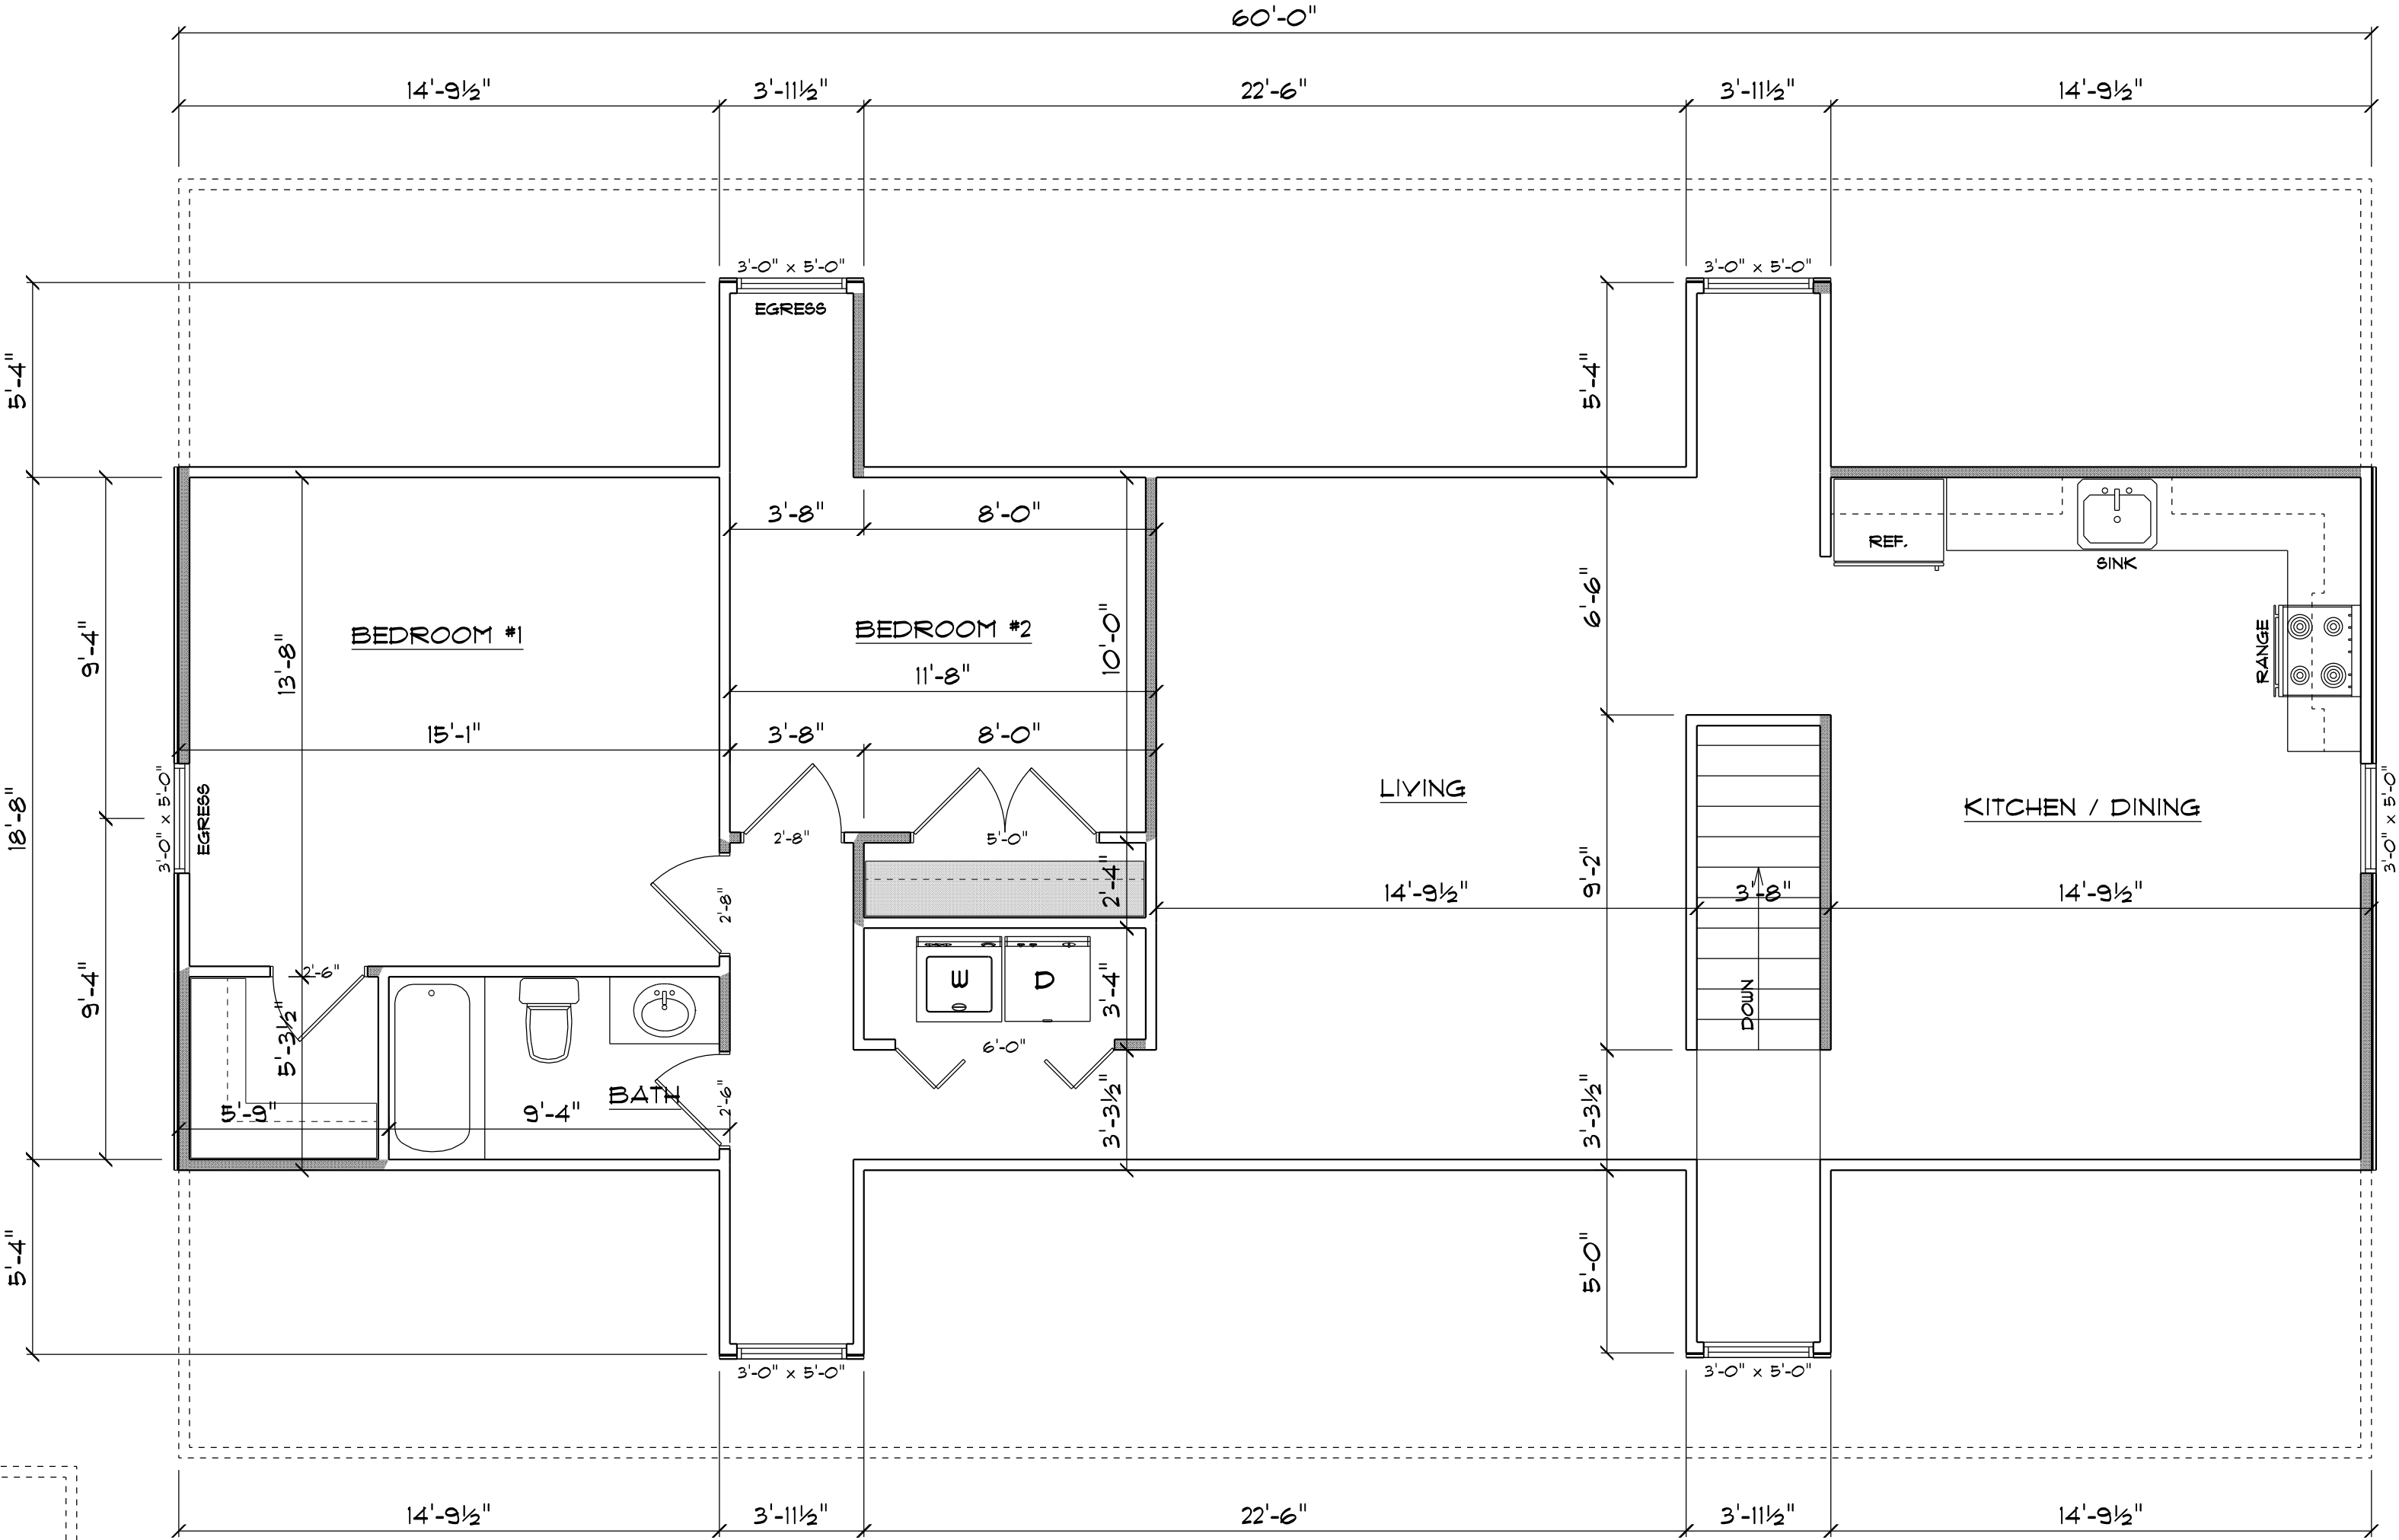 60'-0"
14'-9½" 3'-11½" 22'-6" 3'-11½" 14'-9½"
3'-0" x 5'-0" 3'-0" x 5'-0"
EGRESS
5'-4" 5'-4"
3'-8" 8'-0"
REF.
SINK
9'-4" 13'-8" BEDROOM #1 BEDROOM #2 10'-0" 6'-6" RANGE
11'-8"
15'-1" 3'-8" 8'-0"
18'-8" 3'-0" x 5'-0" EGRESS LIVING KITCHEN / DINING 3'-0" x 5'-0"
2'-8" 5'-0"
2'-8" 2'-4" 14'-9½" 9'-2" 3'-8" 14'-9½"
9'-4" 2'-6" W D 3'-4" DOWN
5'-3½" 6'-0"
5'-9" 9'-4" BATH 2'-6" 3'-3½" 3'-3½"
5'-4" 5'-0"
3'-0" x 5'-0" 3'-0" x 5'-0"
14'-9½" 3'-11½" 22'-6" 3'-11½" 14'-9½"